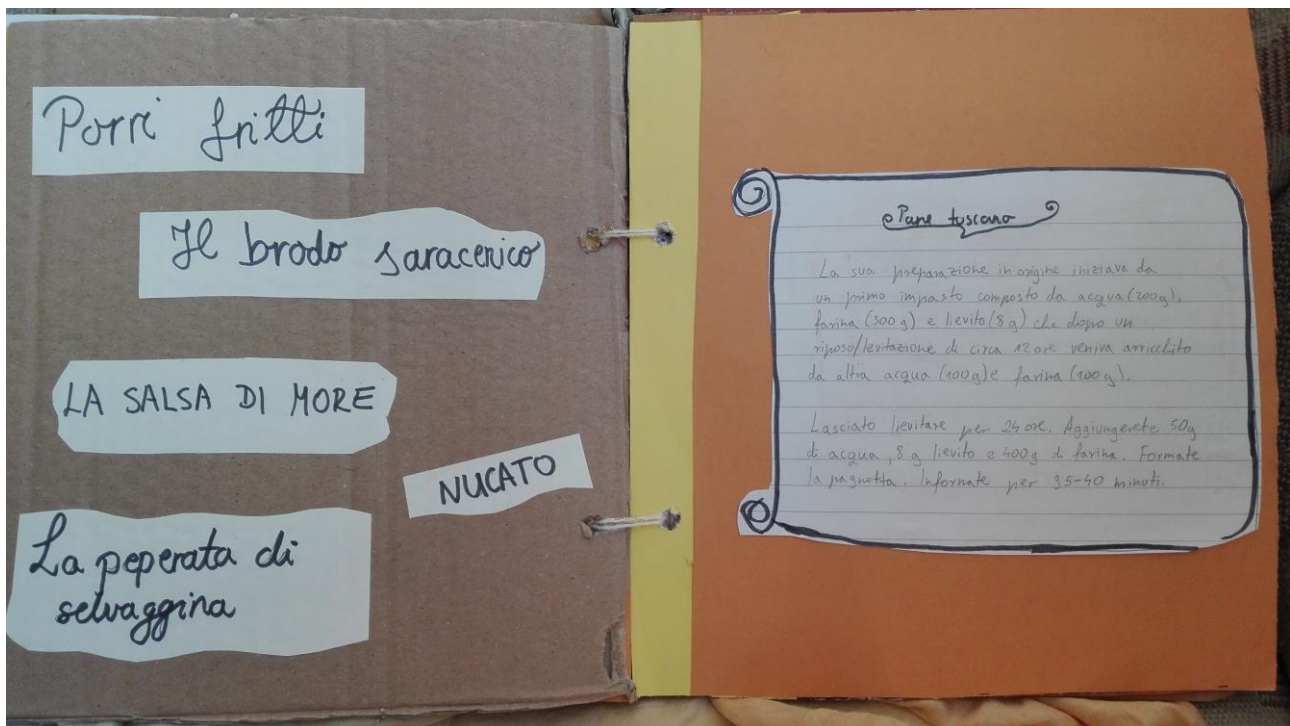 Porri fritti
Il brodo saracenico
LA SALSA DI MORE
NUCATO
La peperata di
selvaggina
Pane tuscano
La sua preparazione in origine iniziava da
un primo impasto composto da acqua (200g),
farina (500g) e lievito (8g) che dopo un
riposo/levitazione di circa 12 ore veniva arricchito
da altra acqua (100g) e farina (100g).
Lasciato lievitare per 24 ore. Aggiungerete 50g
di acqua, 8g lievito e 400g di farina. Formate
la pagnotta. Infornate per 35-40 minuti.